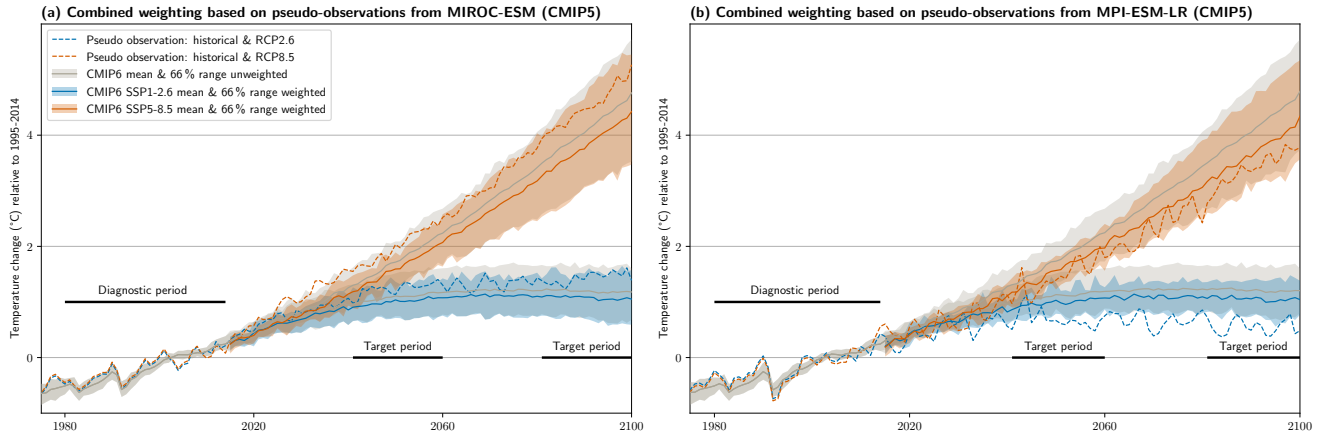 (a) Combined weighting based on pseudo-observations from MIROC-ESM (CMIP5)
Pseudo observation: historical & RCP2.6
Pseudo observation: historical & RCP8.5
CMIP6 mean & 66 % range unweighted
CMIP6 SSP1-2.6 mean & 66 % range weighted
CMIP6 SSP5-8.5 mean & 66 % range weighted
Temperature change (°C) relative to 1995-2014
4
2
0
Diagnostic period
Target period
Target period
1980
2020
2060
2100
(b) Combined weighting based on pseudo-observations from MPI-ESM-LR (CMIP5)
Temperature change (°C) relative to 1995-2014
4
2
0
Diagnostic period
Target period
Target period
1980
2020
2060
2100